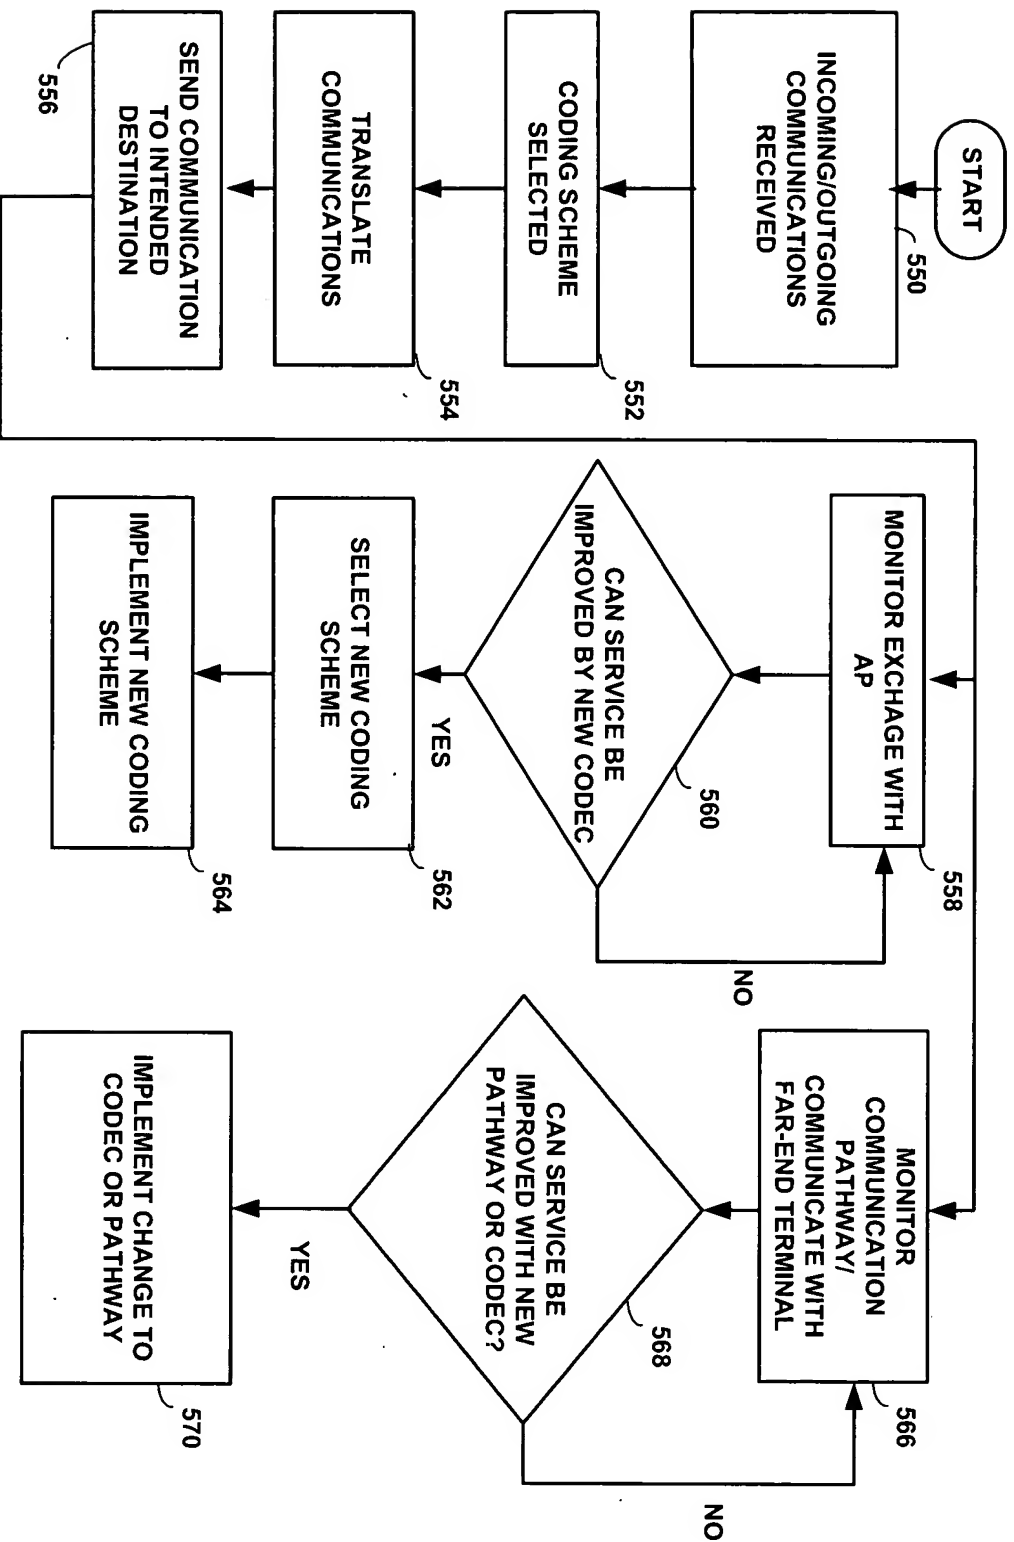 START
550
INCOMING/OUTGOING
COMMUNICATIONS
RECEIVED
552
CODING SCHEME
SELECTED
554
TRANSLATE
COMMUNICATIONS
SEND COMMUNICATION
TO INTENDED
DESTINATION
556
MONITOR EXCHAGE WITH
AP
558
CAN SERVICE BE
IMPROVED BY NEW CODEC
560
NO
YES
SELECT NEW CODING
SCHEME
562
IMPLEMENT NEW CODING
SCHEME
564
MONITOR
COMMUNICATION
PATHWAY/
COMMUNICATE WITH
FAR-END TERMINAL
566
CAN SERVICE BE
IMPROVED WITH NEW
PATHWAY OR CODEC?
568
NO
YES
IMPLEMENT CHANGE TO
CODEC OR PATHWAY
570